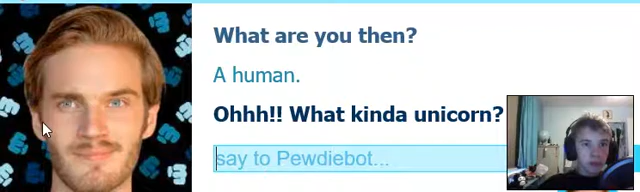 What are you then?
A human.
Ohhh!! What kinda unicorn?
say to Pewdiebot...